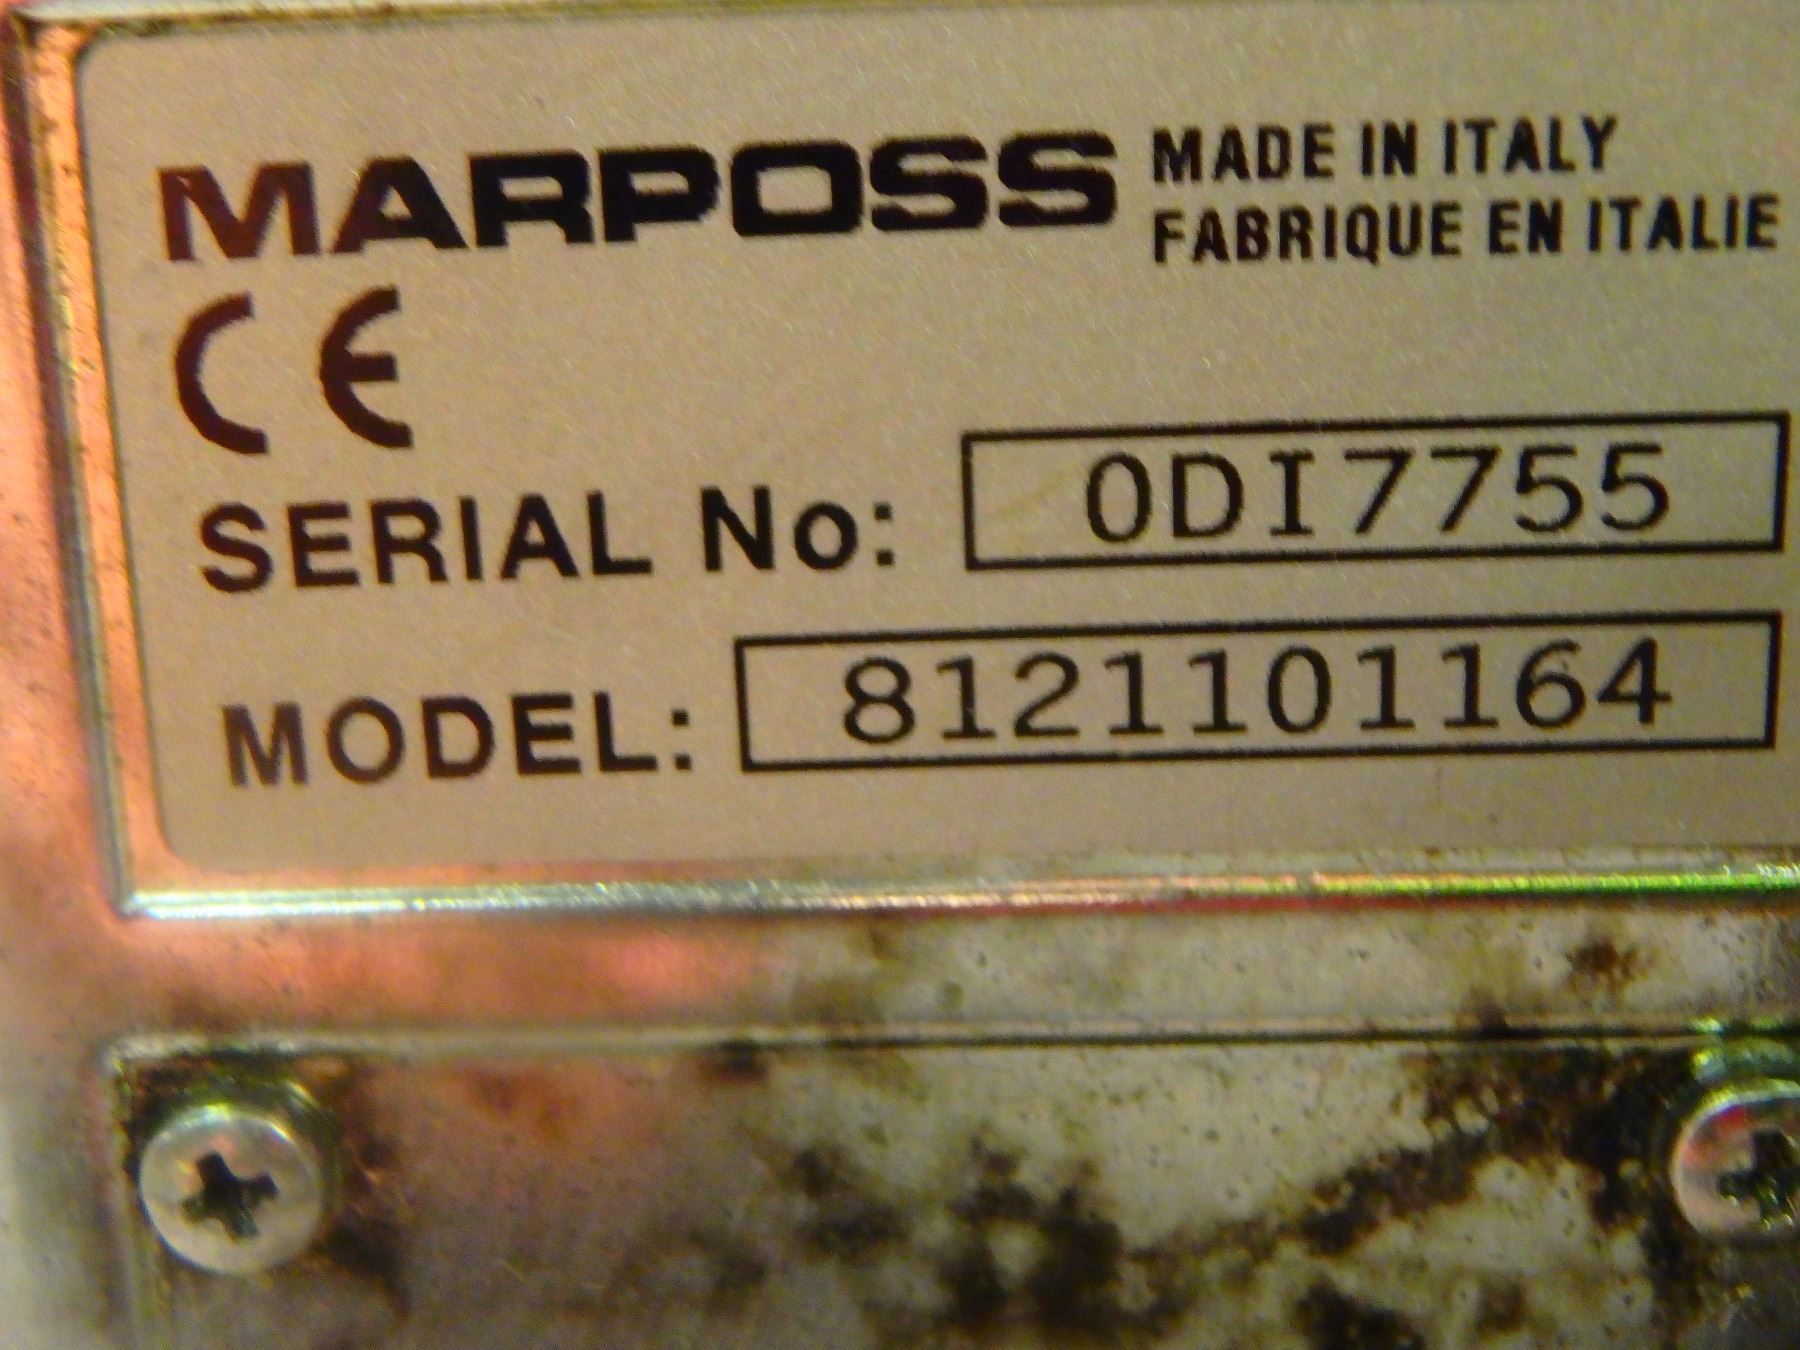 MARPOSS MADE IN ITALY
FABRIQUE EN ITALIE
CE
SERIAL No: 0DI7755
MODEL: 8121101164